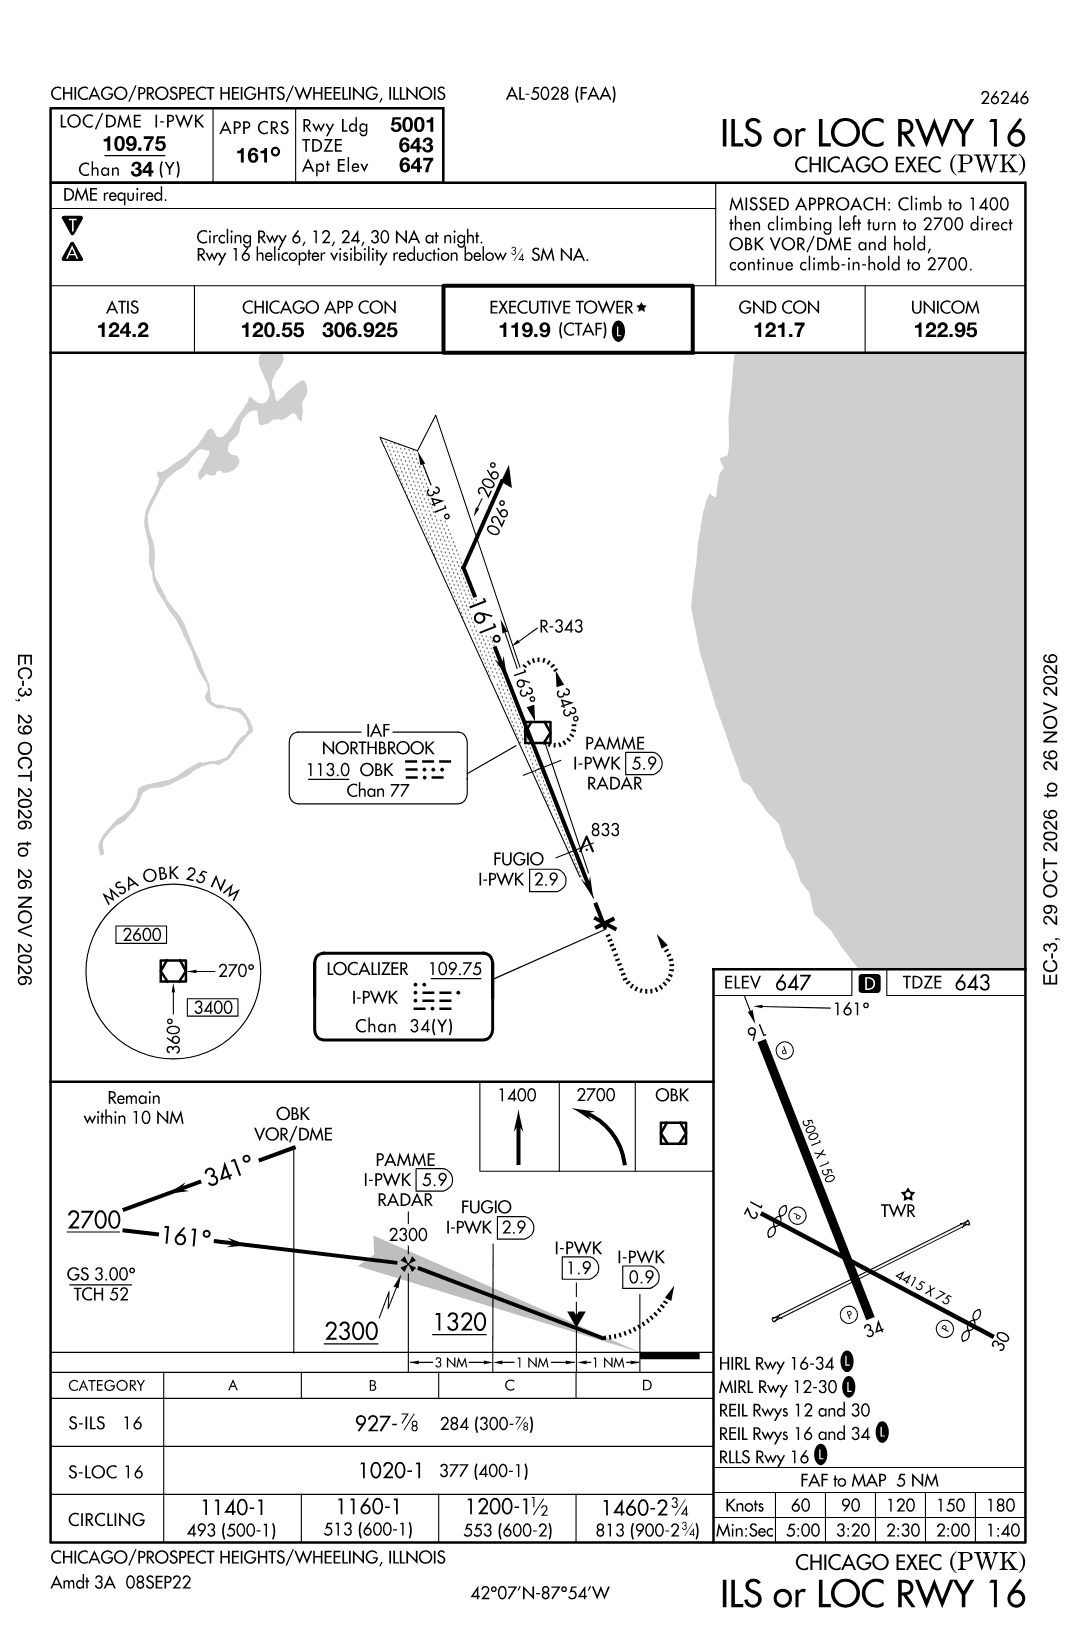 CHICAGO/PROSPECT HEIGHTS/WHEELING, ILLINOIS
AL-5028 (FAA)
26246
LOC/DME I-PWK
109.75
Chan 34 (Y)
APP CRS
161°
Rwy Ldg 5001
TDZE 643
Apt Elev 647
ILS or LOC RWY 16
CHICAGO EXEC (PWK)
DME required.
T
A
Circling Rwy 6, 12, 24, 30 NA at night.
Rwy 16 helicopter visibility reduction below ¾ SM NA.
MISSED APPROACH: Climb to 1400
then climbing left turn to 2700 direct
OBK VOR/DME and hold,
continue climb-in-hold to 2700.
ATIS
124.2
CHICAGO APP CON
120.55 306.925
EXECUTIVE TOWER
119.9 (CTAF) L
GND CON
121.7
UNICOM
122.95
341°
206°
026°
161°
R-343
163°
343°
IAF
NORTHBROOK
113.0 OBK
Chan 77
PAMME
I-PWK 5.9
RADAR
833
FUGIO
I-PWK 2.9
MSA OBK 25 NM
2600
270°
3400
360°
LOCALIZER 109.75
I-PWK
Chan 34(Y)
EC-3, 29 OCT 2026 to 26 NOV 2026
EC-3, 29 OCT 2026 to 26 NOV 2026
ELEV 647
D
TDZE 643
161°
16
P
5001 X 150
TWR
12
P
4415 X 75
P
34
P
30
HIRL Rwy 16-34 L
MIRL Rwy 12-30 L
REIL Rwys 12 and 30
REIL Rwys 16 and 34 L
RLLS Rwy 16 L
FAF to MAP 5 NM
Knots 60 90 120 150 180
Min:Sec 5:00 3:20 2:30 2:00 1:40
Remain
within 10 NM
OBK
VOR/DME
1400
2700
OBK
341°
2700
161°
GS 3.00°
TCH 52
PAMME
I-PWK 5.9
RADAR
2300
FUGIO
I-PWK 2.9
I-PWK
1.9
I-PWK
0.9
2300
1320
3 NM
1 NM
1 NM
CATEGORY A B C D
S-ILS 16 927-⅞ 284 (300-⅞)
S-LOC 16 1020-1 377 (400-1)
CIRCLING
1140-1
493 (500-1)
1160-1
513 (600-1)
1200-1½
553 (600-2)
1460-2¾
813 (900-2¾)
CHICAGO/PROSPECT HEIGHTS/WHEELING, ILLINOIS
Amdt 3A 08SEP22
42°07'N-87°54'W
CHICAGO EXEC (PWK)
ILS or LOC RWY 16